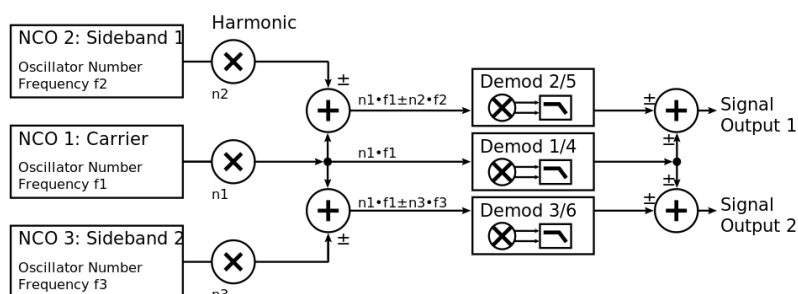 Harmonic
NCO 2: Sideband 1
Oscillator Number
Frequency f2
n2
±
n1•f1±n2•f2
Demod 2/5
±
Signal
Output 1
±
NCO 1: Carrier
Oscillator Number
Frequency f1
n1
n1•f1
Demod 1/4
±
n1•f1±n3•f3
Demod 3/6
±
Signal
Output 2
±
NCO 3: Sideband 2
Oscillator Number
Frequency f3
n3